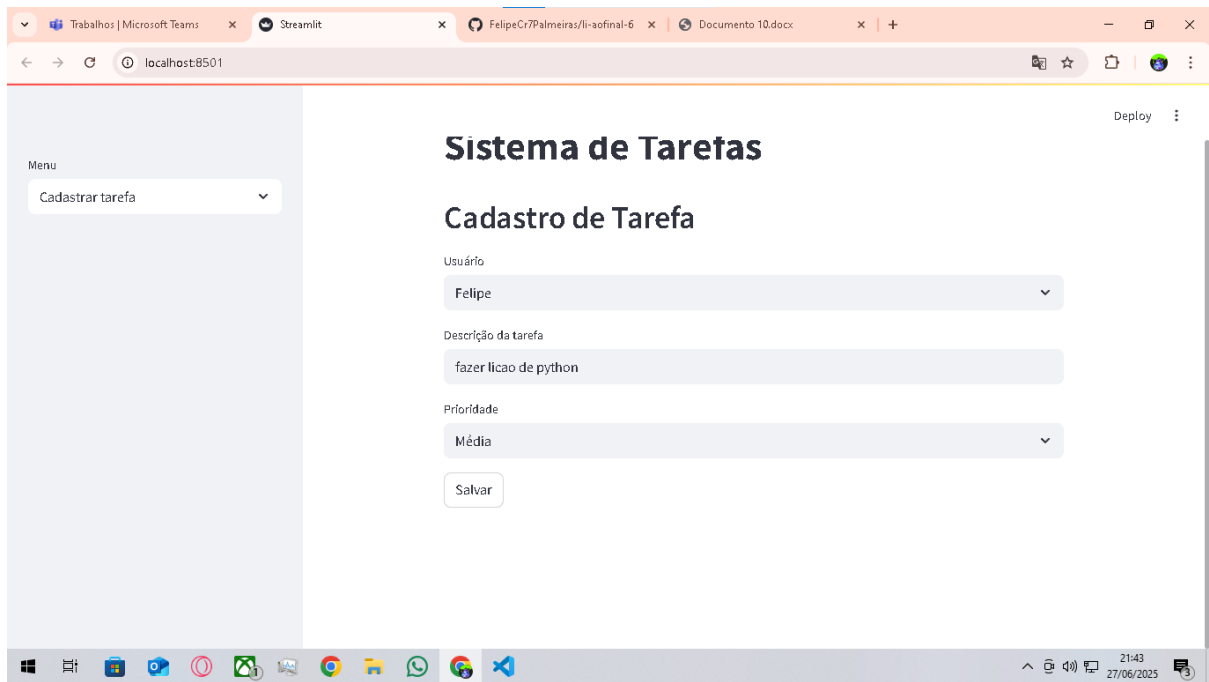 Trabalhos | Microsoft Teams
Streamlit
FelipeCr7Palmeiras/li-aofinal-6
Documento 10.docx
localhost:8501
Deploy
Menu
Cadastrar tarefa
Sistema de Tarefas
Cadastro de Tarefa
Usuário
Felipe
Descrição da tarefa
fazer licao de python
Prioridade
Média
Salvar
1
21:43
27/06/2025
3